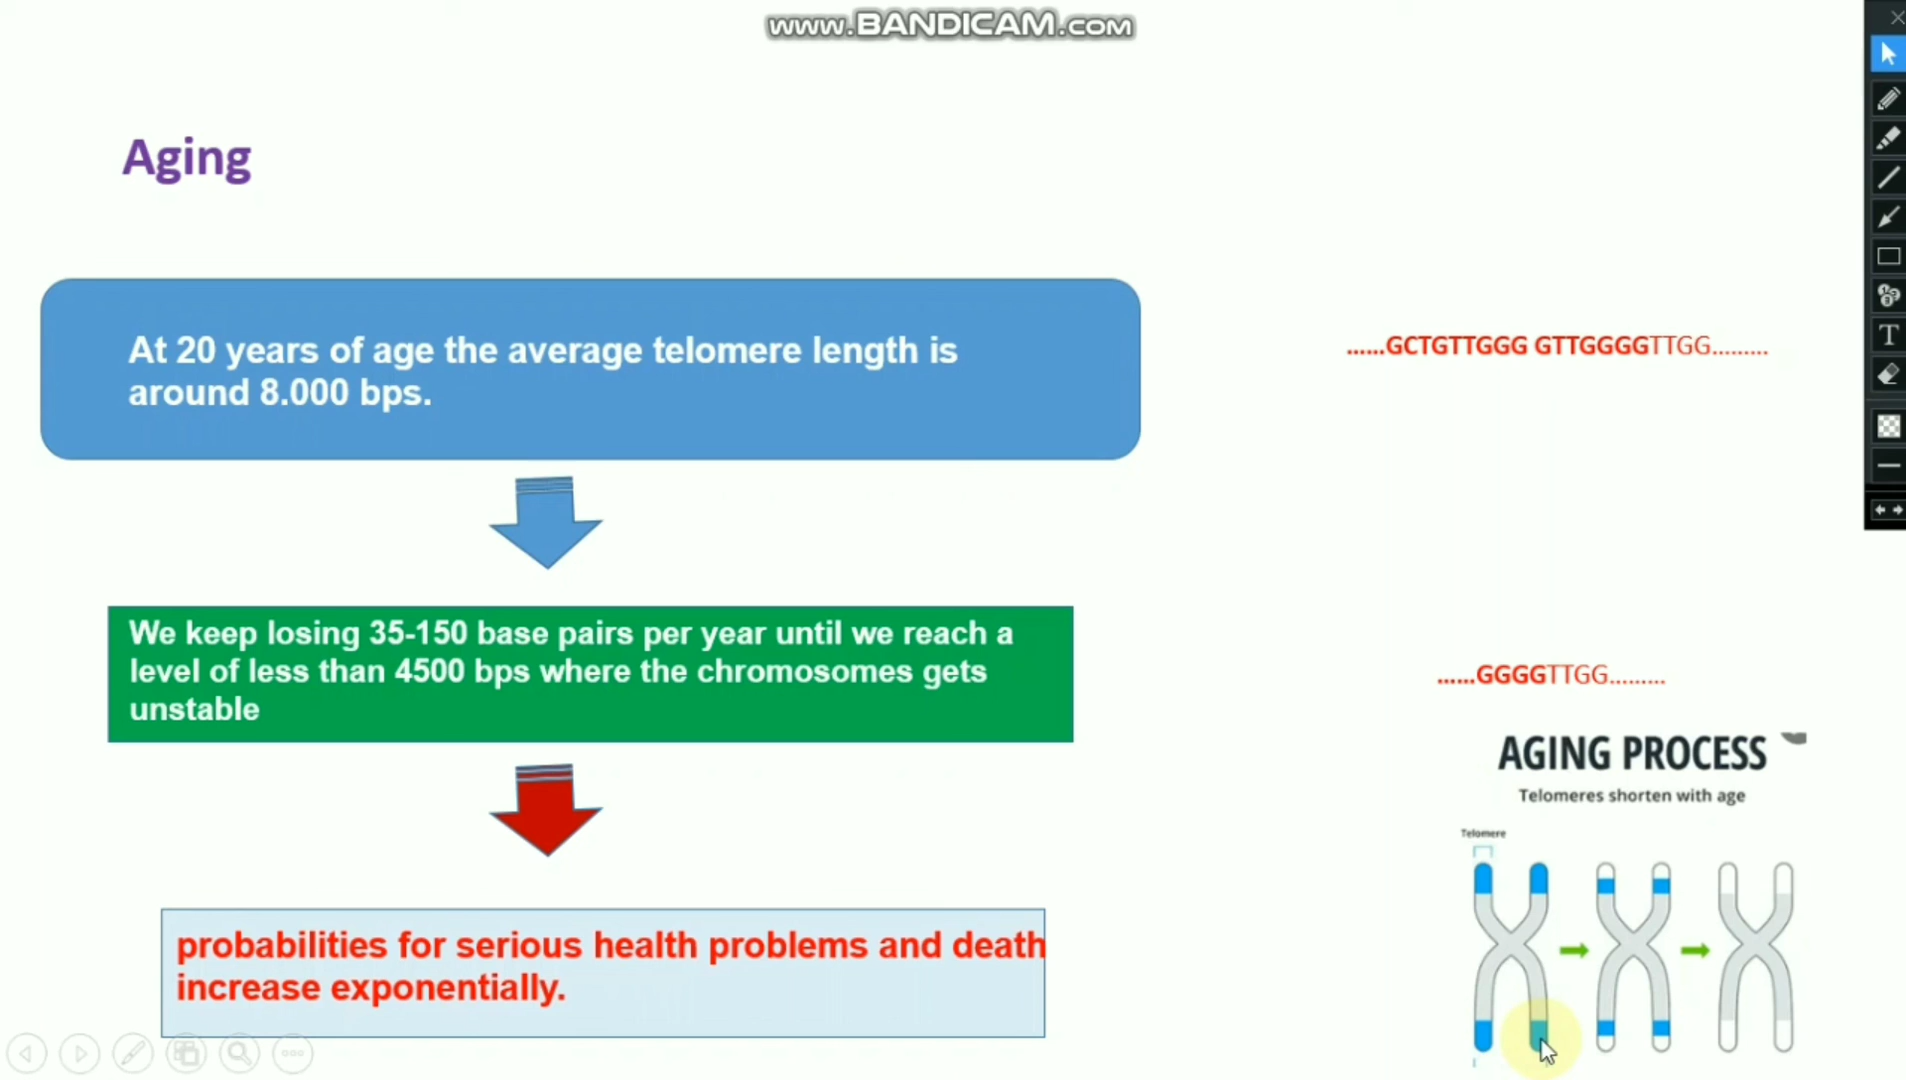 www.BANDICAM.com
Aging
At 20 years of age the average telomere length is
around 8.000 bps.
......GCTGTTGGG GTTGGGGTTGG.........
We keep losing 35-150 base pairs per year until we reach a
level of less than 4500 bps where the chromosomes gets
unstable
......GGGGTTGG.........
AGING PROCESS
Telomeres shorten with age
Telomere
probabilities for serious health problems and death
increase exponentially.